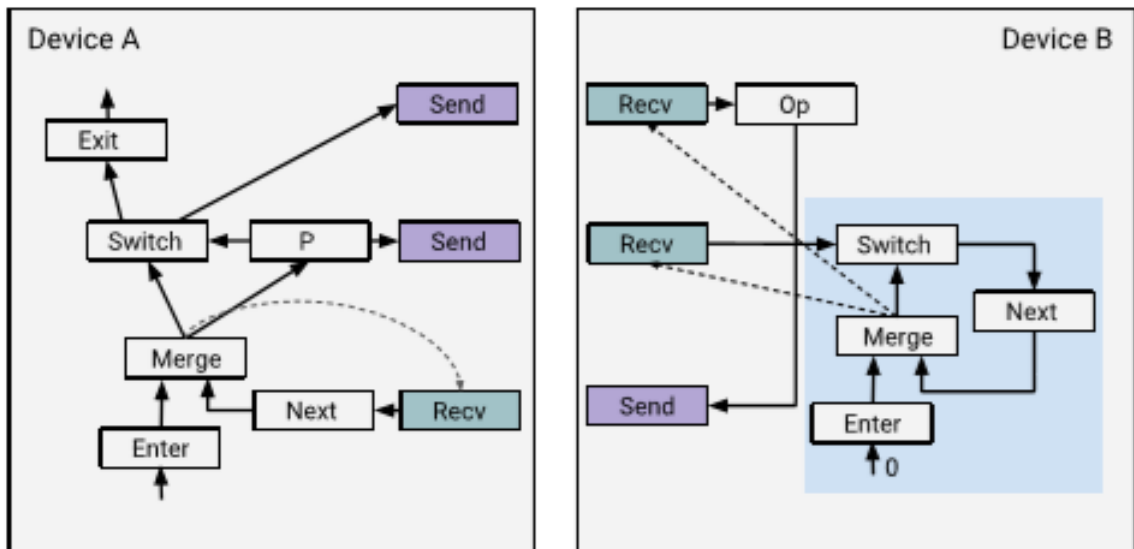 Device A
Send
Exit
Switch
P
Send
Merge
Next
Recv
Enter
Device B
Recv
Op
Recv
Switch
Next
Merge
Send
Enter
0